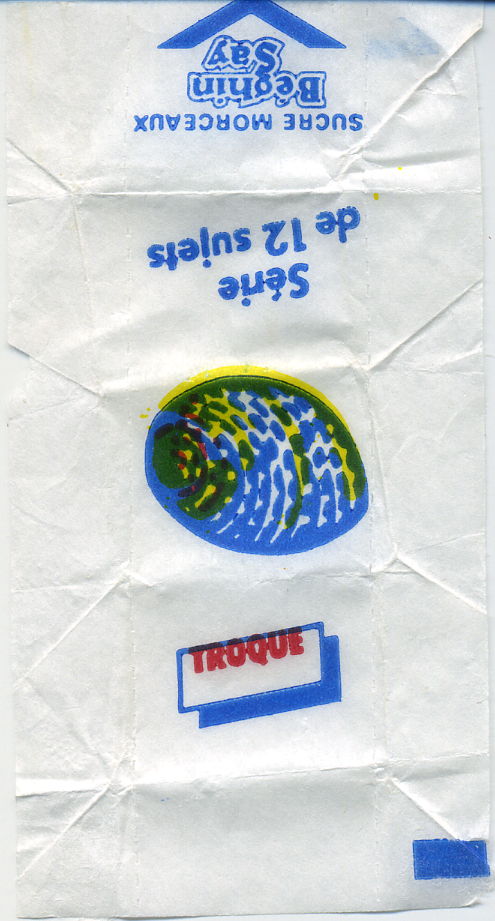 Béghin
Say
SUCRE MORCEAUX
Série
de 12 sujets
TROQUE